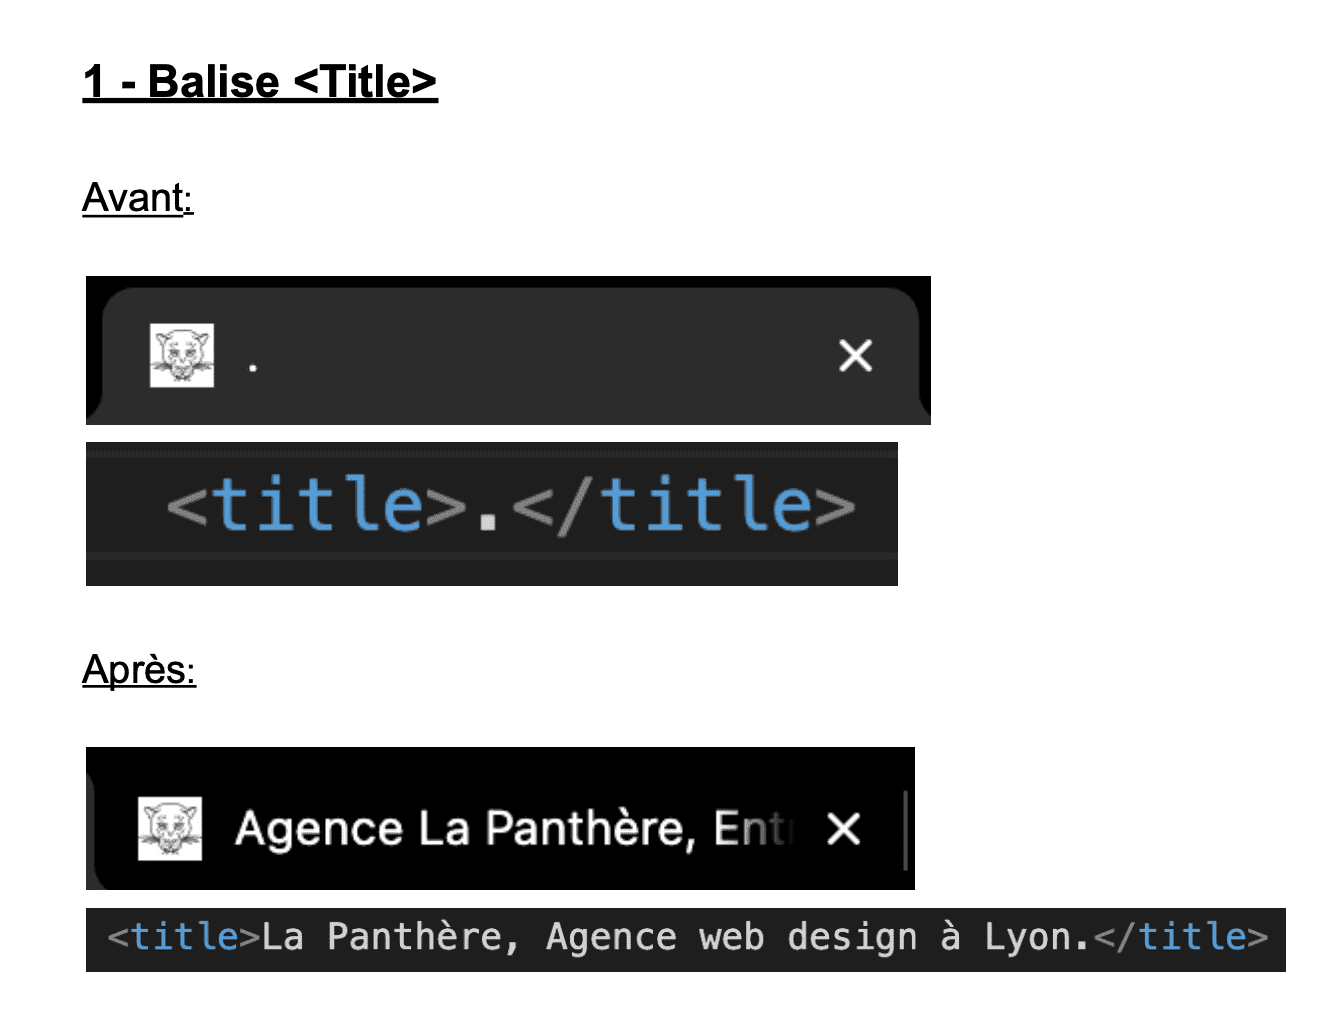 1 - Balise <Title>
Avant:
.
<title>.</title>
Après:
Agence La Panthère, Ent
<title>La Panthère, Agence web design à Lyon.</title>